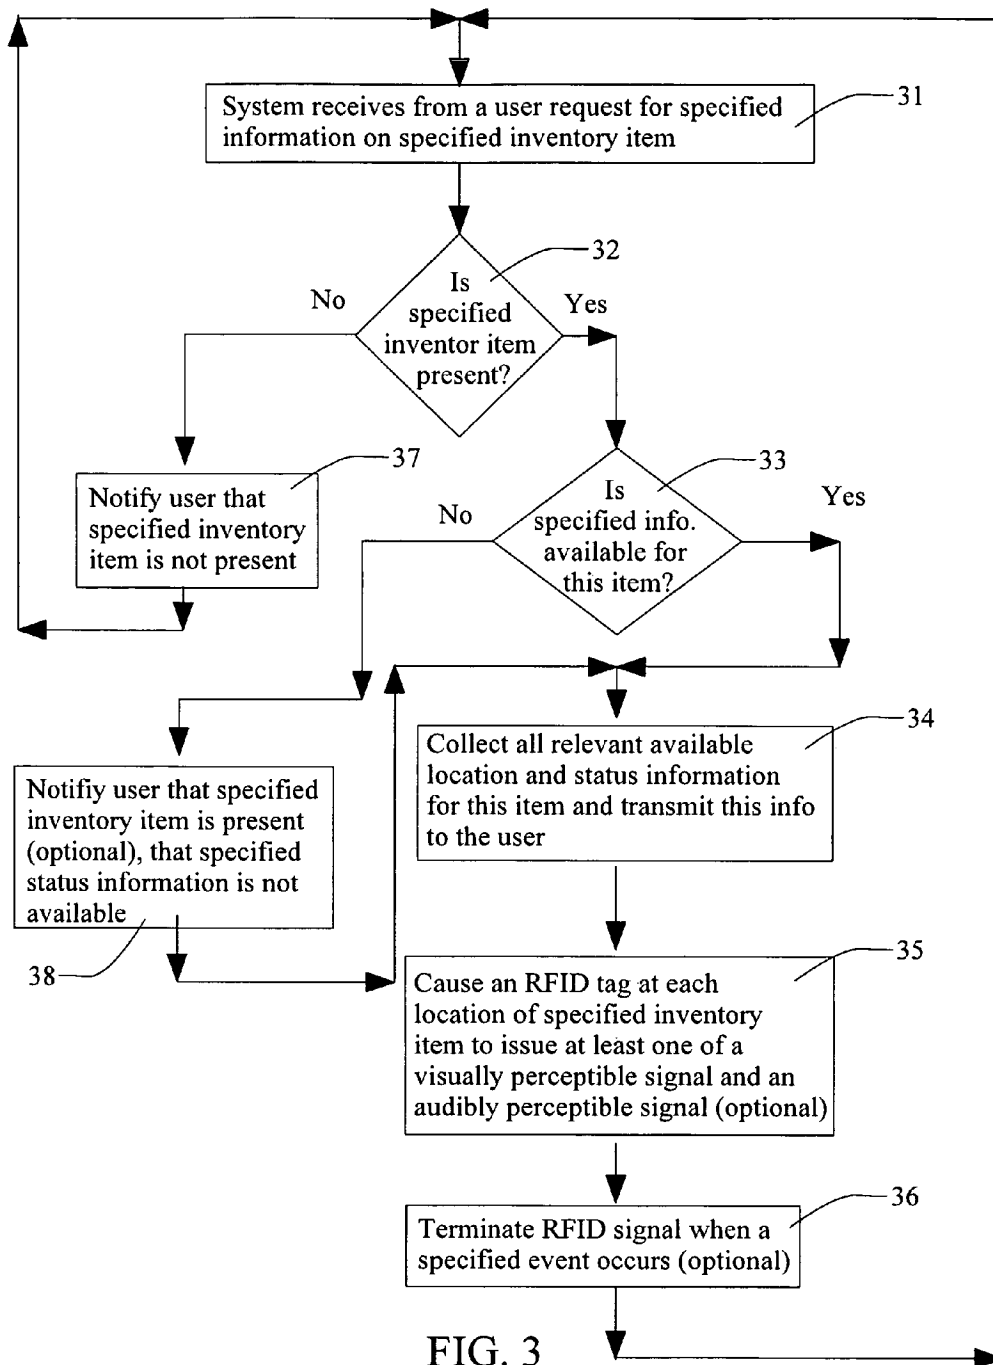 System receives from a user request for specified
information on specified inventory item
31
32
Is
specified
inventor item
present?
No
Yes
37
Notify user that
specified inventory
item is not present
33
Is
specified info.
available for
this item?
No
Yes
34
Collect all relevant available
location and status information
for this item and transmit this info
to the user
Notifiy user that specified
inventory item is present
(optional), that specified
status information is not
available
38
35
Cause an RFID tag at each
location of specified inventory
item to issue at least one of a
visually perceptible signal and an
audibly perceptible signal (optional)
36
Terminate RFID signal when a
specified event occurs (optional)
FIG. 3